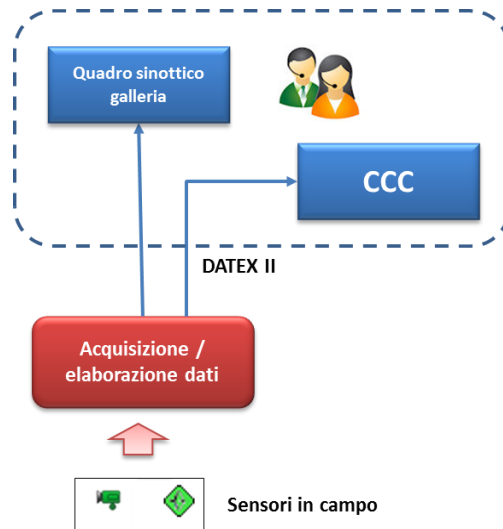 Quadro sinottico
galleria
CCC
DATEX II
Acquisizione /
elaborazione dati
Sensori in campo